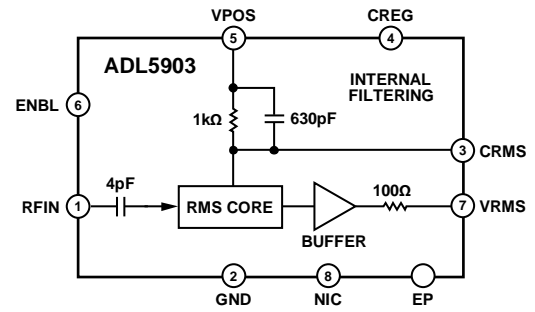 VPOS
CREG
5
4
ADL5903
INTERNAL
FILTERING
ENBL
6
1kΩ
630pF
3
CRMS
4pF
100Ω
RFIN
1
RMS CORE
7
VRMS
BUFFER
2
8
GND
NIC
EP